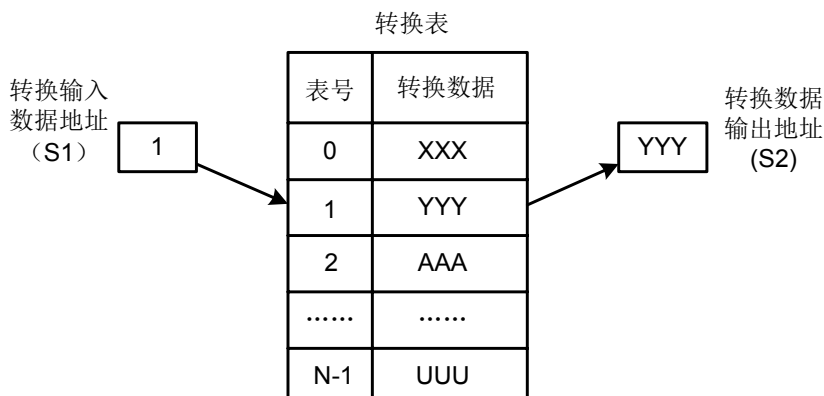 转换表
转换输入
数据地址
（S1）
1
表号 转换数据
0 XXX
1 YYY
2 AAA
…… ……
N-1 UUU
YYY
转换数据
输出地址
(S2)